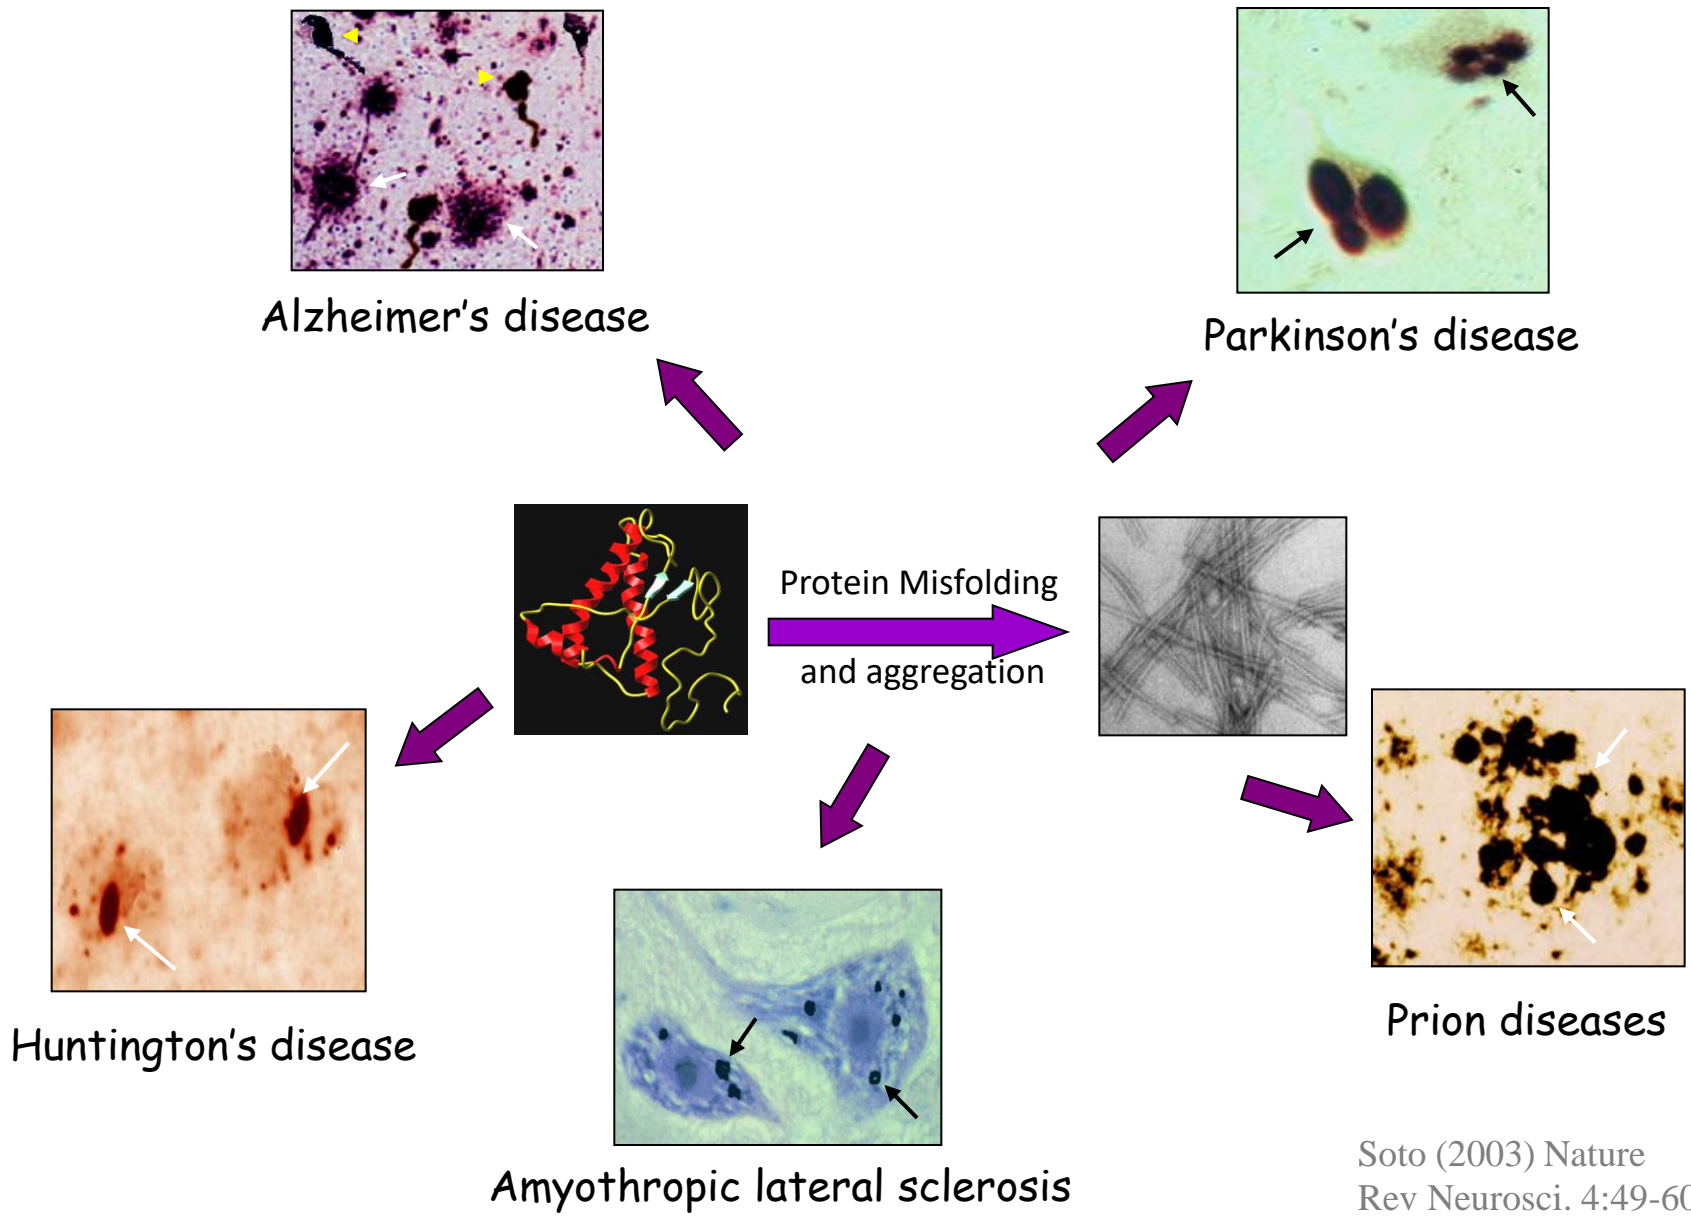 Alzheimer's disease
Parkinson's disease
Protein Misfolding
and aggregation
Huntington's disease
Prion diseases
Amyothropic lateral sclerosis
Soto (2003) Nature
Rev Neurosci. 4:49-60